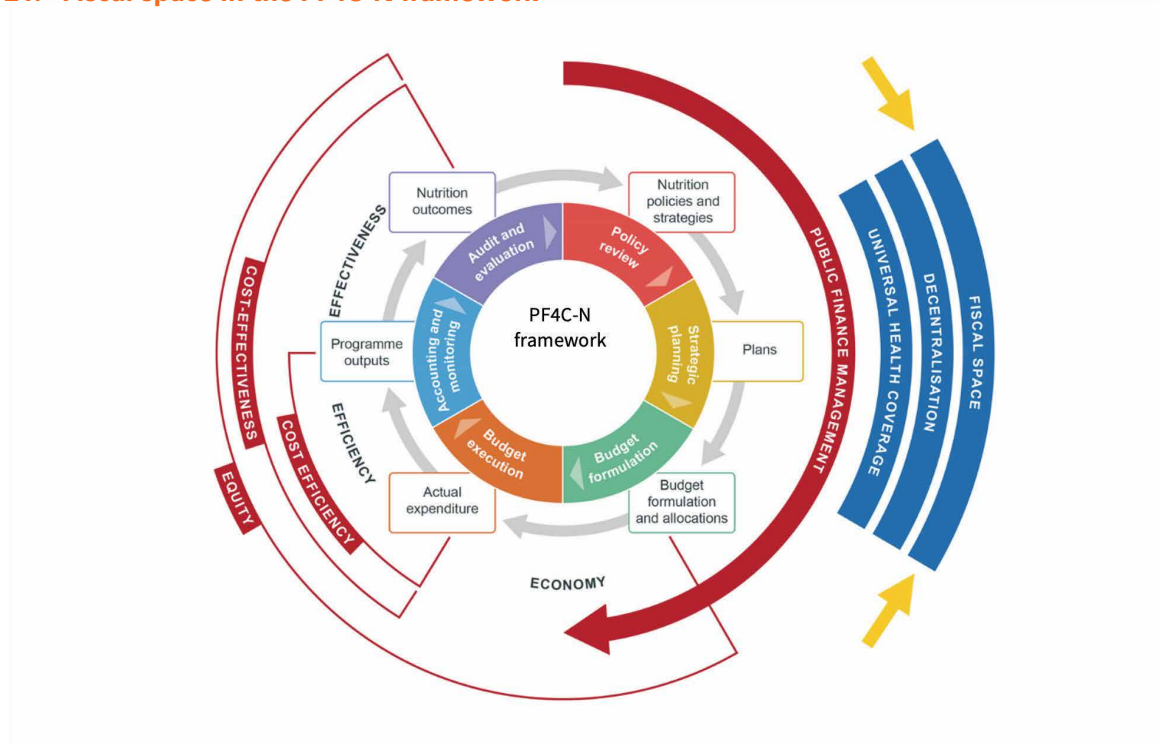 Nutrition
outcomes
Nutrition
policies and
strategies
Audit and
evaluation
Policy
review
PF4C-N
framework
Programme
outputs
Accounting and
monitoring
Strategic
planning
Plans
Budget
execution
Budget
formulation
Actual
expenditure
Budget
formulation
and allocations
EFFECTIVENESS
EFFICIENCY
ECONOMY
COST-EFFECTIVENESS
COST EFFICIENCY
EQUITY
PUBLIC FINANCE MANAGEMENT
UNIVERSAL HEALTH COVERAGE
DECENTRALISATION
FISCAL SPACE